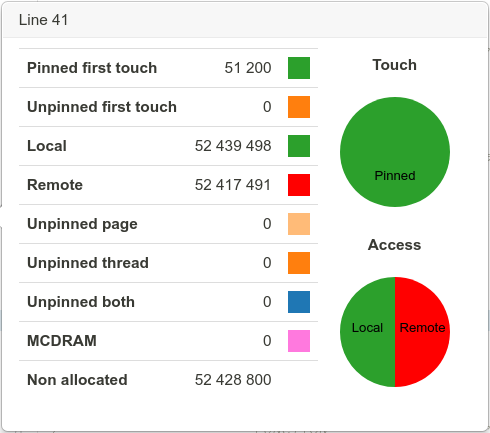 Line 41
Pinned first touch 51 200
Unpinned first touch 0
Local 52 439 498
Remote 52 417 491
Unpinned page 0
Unpinned thread 0
Unpinned both 0
MCDRAM 0
Non allocated 52 428 800
Touch
Pinned
Access
Local Remote